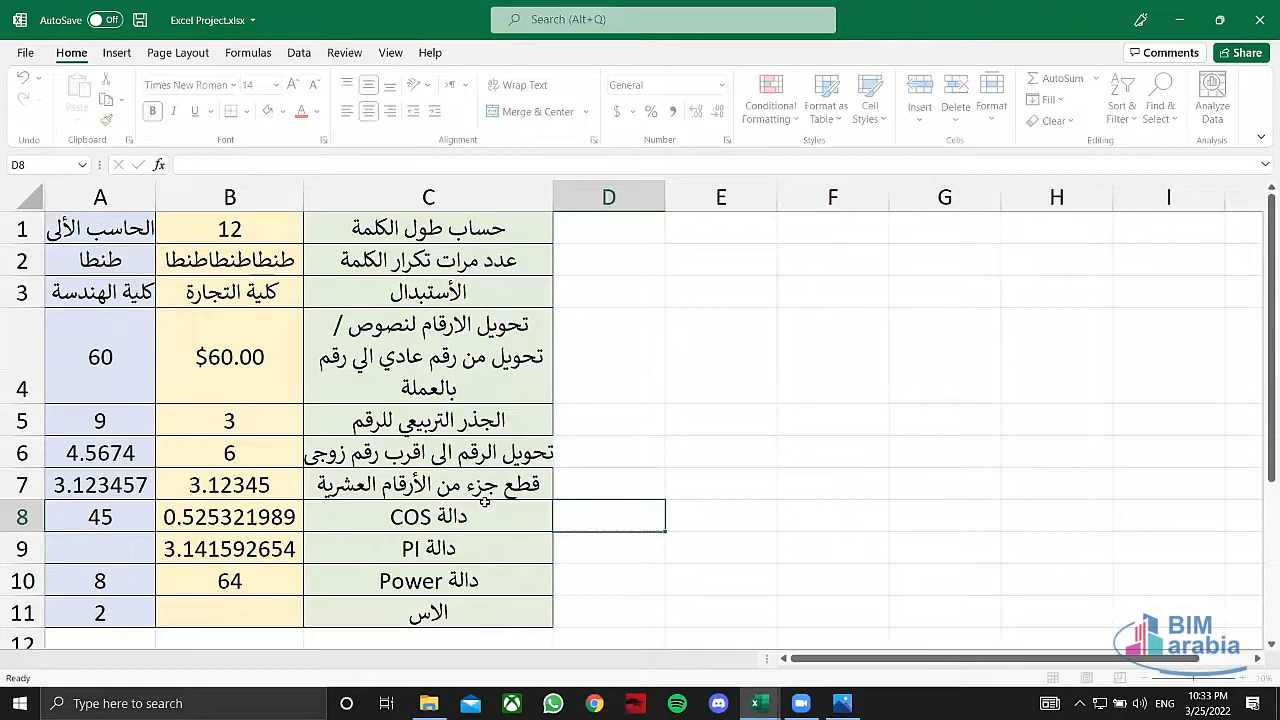 AutoSave Off Excel Project.xlsx Search (Alt+Q)
File Home Insert Page Layout Formulas Data Review View Help Comments Share
Times New Roman 14 Wrap Text General AutoSum
Paste Conditional Format as Cell Insert Delete Format Fill Sort & Find & Analyze
B I U A Merge & Center $ % Formatting Table Styles Clear Filter Select Data
Undo Clipboard Font Alignment Number Styles Cells Editing Analysis
D8 fx
A B C D E F G H I
1 الحاسب الألى 12 حساب طول الكلمة
2 طنطا طنطاطنطاطنطا عدد مرات تكرار الكلمة
3 كلية الهندسة كلية التجارة الأستبدال
تحويل الارقام لنصوص /
60 $60.00 تحويل من رقم عادي الي رقم
4 بالعملة
5 9 3 الجذر التربيعي للرقم
6 4.5674 6 تحويل الرقم الى اقرب رقم زوجى
7 3.123457 3.12345 قطع جزء من الأرقام العشرية
8 45 0.525321989 دالة COS
9 3.141592654 دالة PI
10 8 64 دالة Power
11 2 الاس
12
BIM
arabia
Ready
Type here to search ENG 10:33 PM
3/25/2022